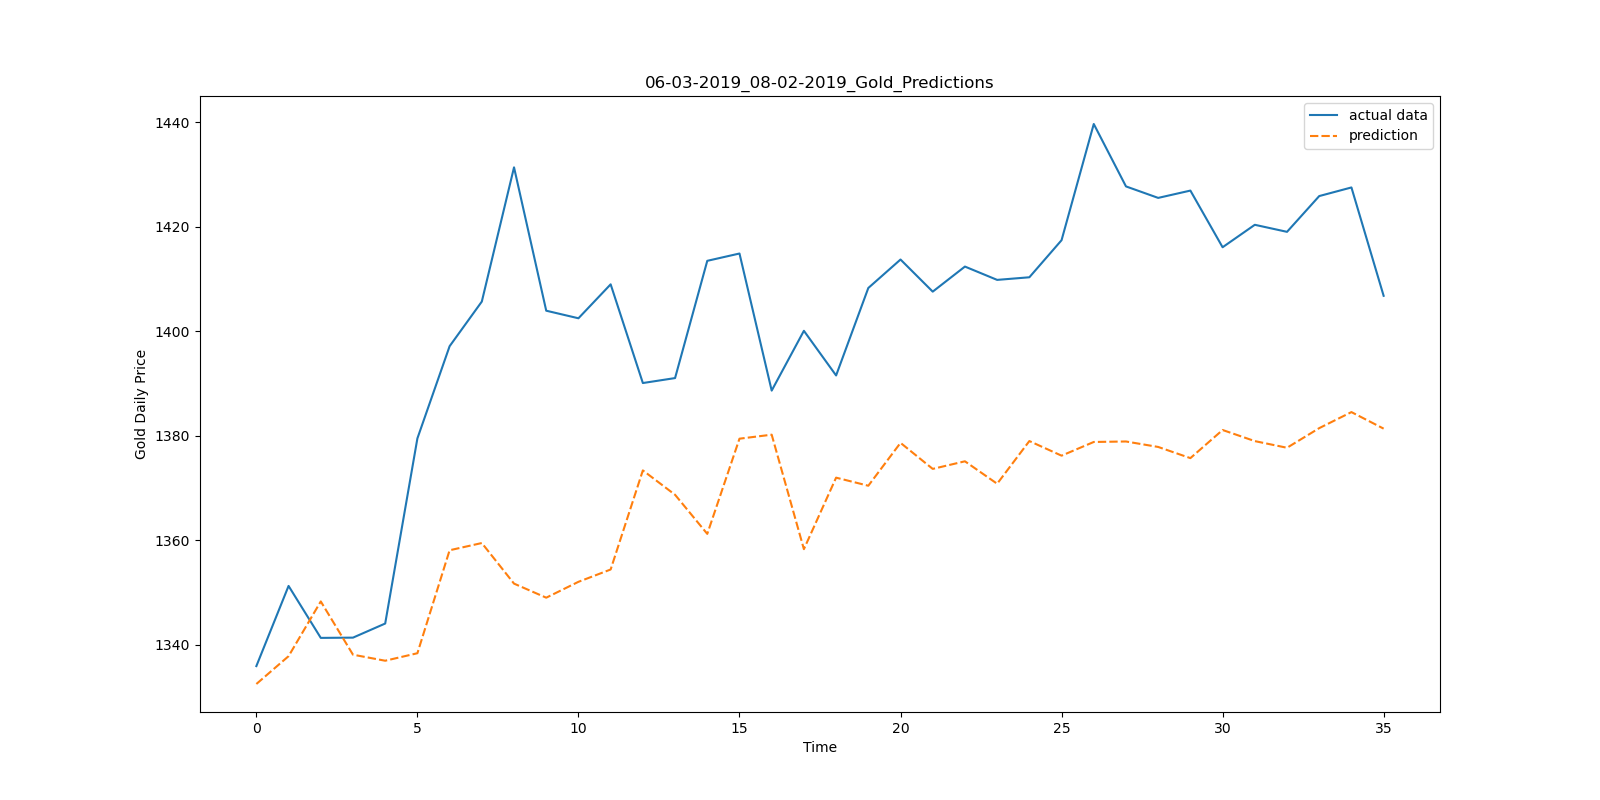 06-03-2019_08-02-2019_Gold_Predictions
actual data
prediction
1440
1420
1400
1380
1360
1340
Gold Daily Price
0 5 10 15 20 25 30 35
Time